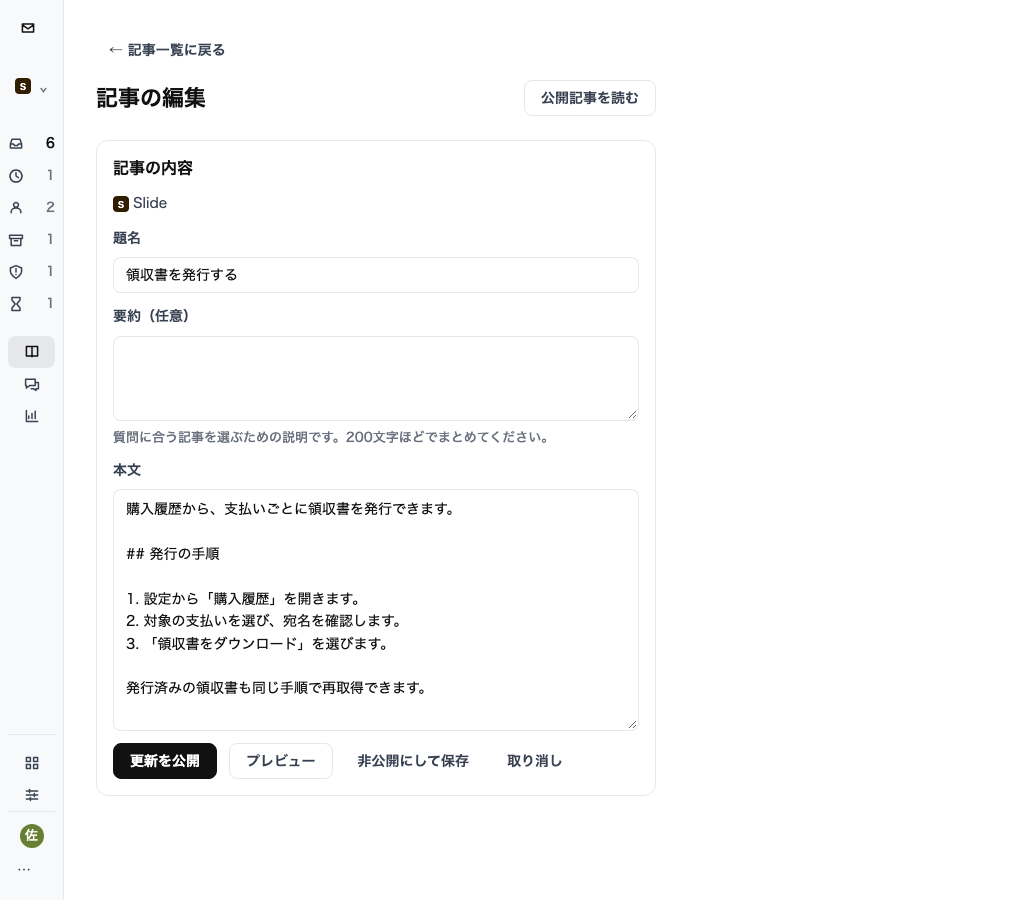 ← 記事一覧に戻る
記事の編集
公開記事を読む
s
6
1
2
1
1
1
記事の内容
s Slide
題名
領収書を発行する
要約（任意）
質問に合う記事を選ぶための説明です。200文字ほどでまとめてください。
本文
購入履歴から、支払いごとに領収書を発行できます。
## 発行の手順
1. 設定から「購入履歴」を開きます。
2. 対象の支払いを選び、宛名を確認します。
3. 「領収書をダウンロード」を選びます。
発行済みの領収書も同じ手順で再取得できます。
更新を公開
プレビュー
非公開にして保存
取り消し
佐
…